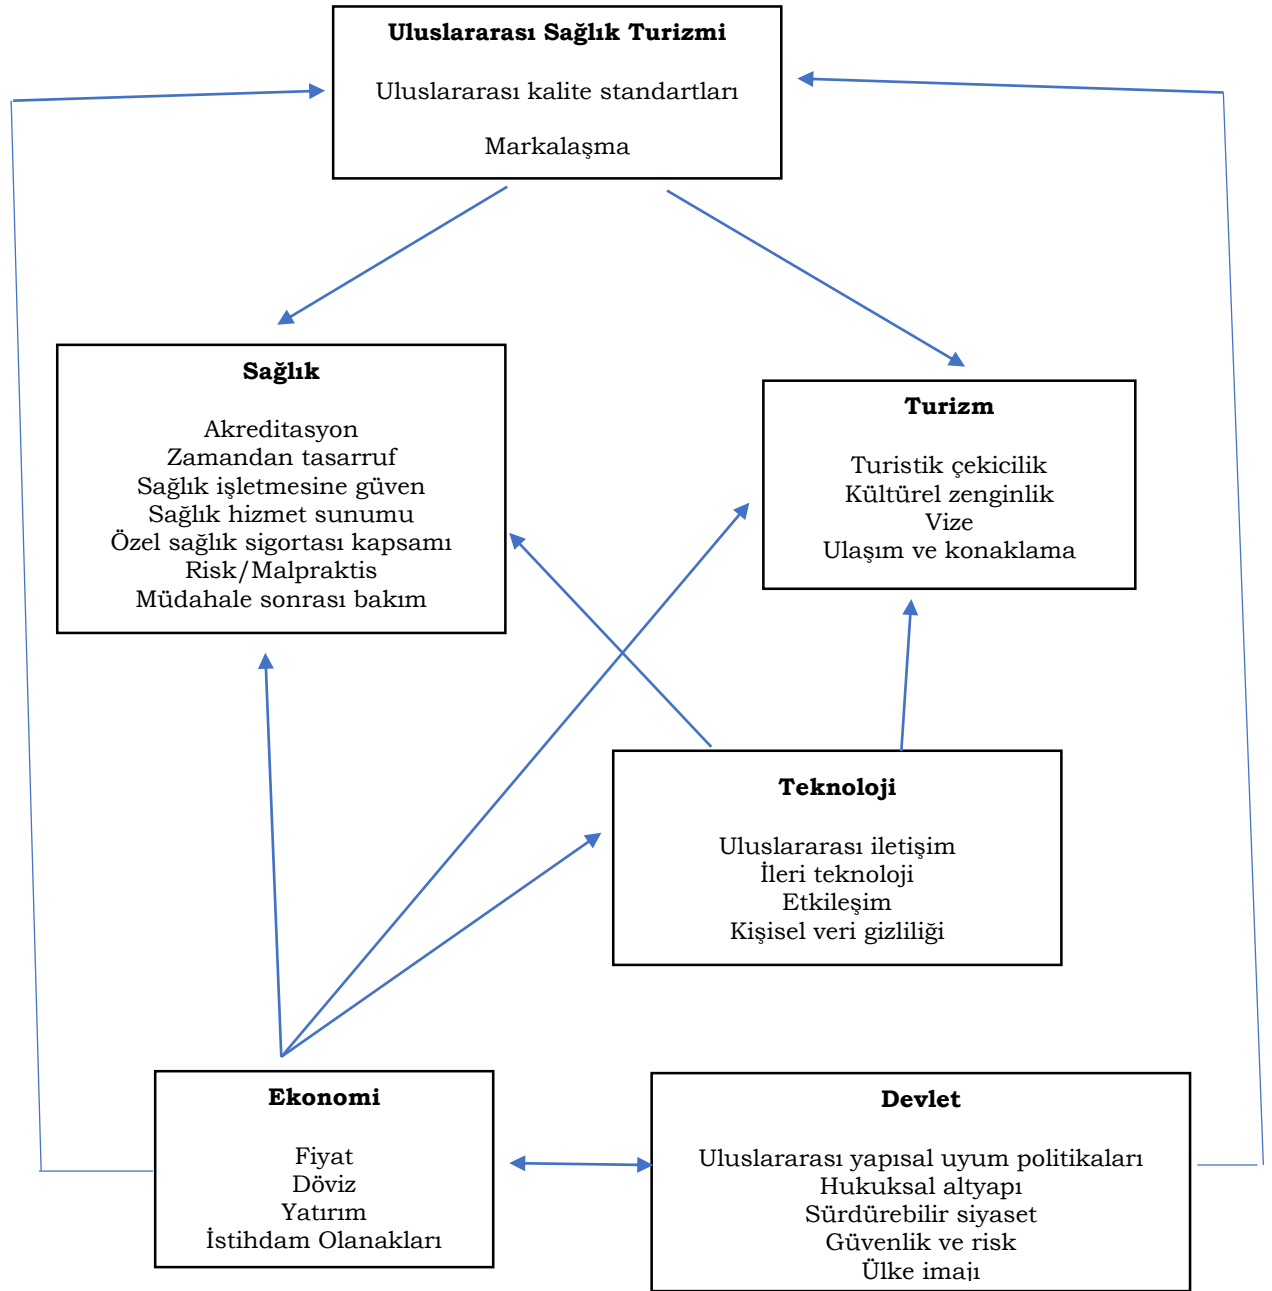 Uluslararası Sağlık Turizmi
Uluslararası kalite standartları
Markalaşma
Sağlık
Akreditasyon
Zamandan tasarruf
Sağlık işletmesine güven
Sağlık hizmet sunumu
Özel sağlık sigortası kapsamı
Risk/Malpraktis
Müdahale sonrası bakım
Turizm
Turistik çekicilik
Kültürel zenginlik
Vize
Ulaşım ve konaklama
Teknoloji
Uluslararası iletişim
İleri teknoloji
Etkileşim
Kişisel veri gizliliği
Ekonomi
Fiyat
Döviz
Yatırım
İstihdam Olanakları
Devlet
Uluslararası yapısal uyum politikaları
Hukuksal altyapı
Sürdürebilir siyaset
Güvenlik ve risk
Ülke imajı